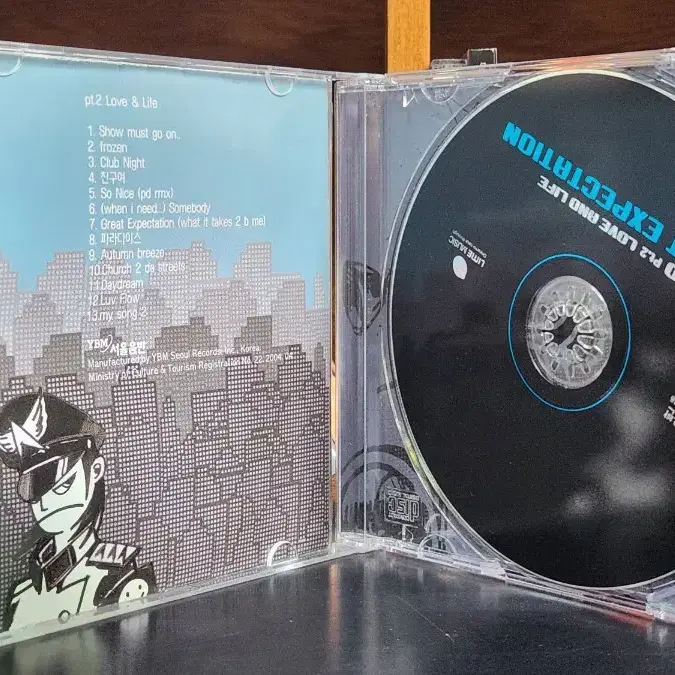 pt.2 Love & Life
1. Show must go on..
2. frozen
3. Club Night
4. 친구여
5. So Nice (pd rmx)
6. (when i need..) Somebody
7. Great Expectation (what it takes 2 b me)
8. 파라다이스
9. Autumn breeze
10. Church 2 da streets
11. Daydream
12. Luv Flow
13. my song 2
YBM 서울음반
Manufactured by YBM Seoul Records Inc., Korea
Ministry of Culture & Tourism Registration No. 22, 2004.
PT.2 LOVE AND LIFE
T EXPECTATION
LIME MUSIC
disc